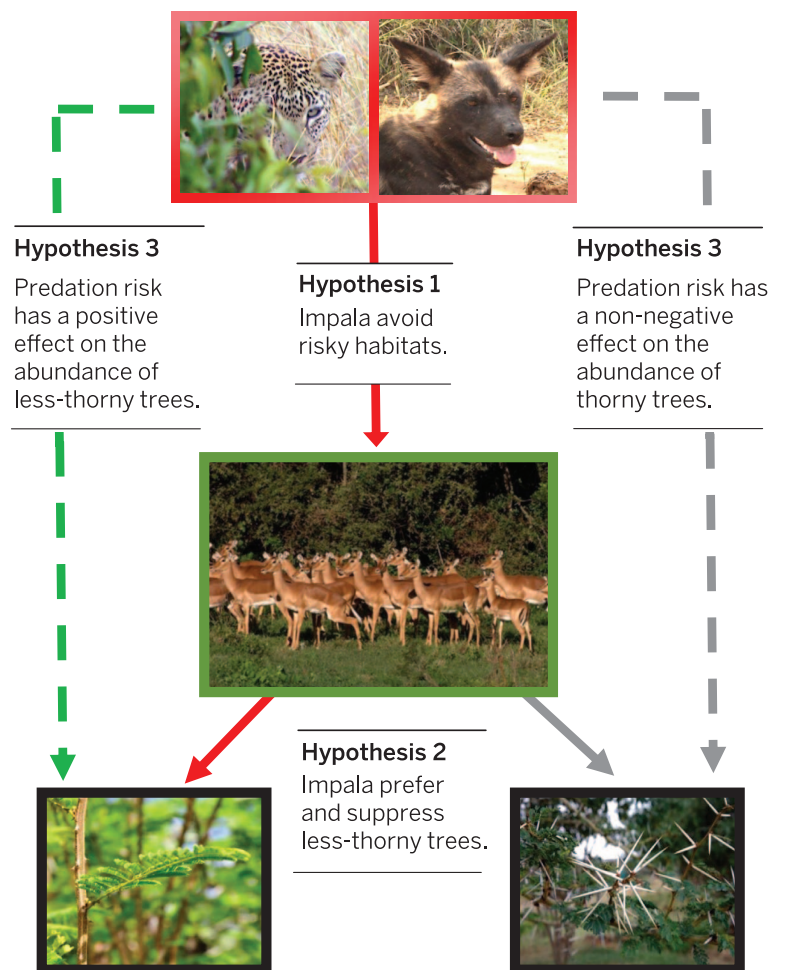 Hypothesis 3
Predation risk
has a positive
effect on the
abundance of
less-thorny trees.
Hypothesis 1
Impala avoid
risky habitats.
Hypothesis 3
Predation risk has
a non-negative
effect on the
abundance of
thorny trees.
Hypothesis 2
Impala prefer
and suppress
less-thorny trees.